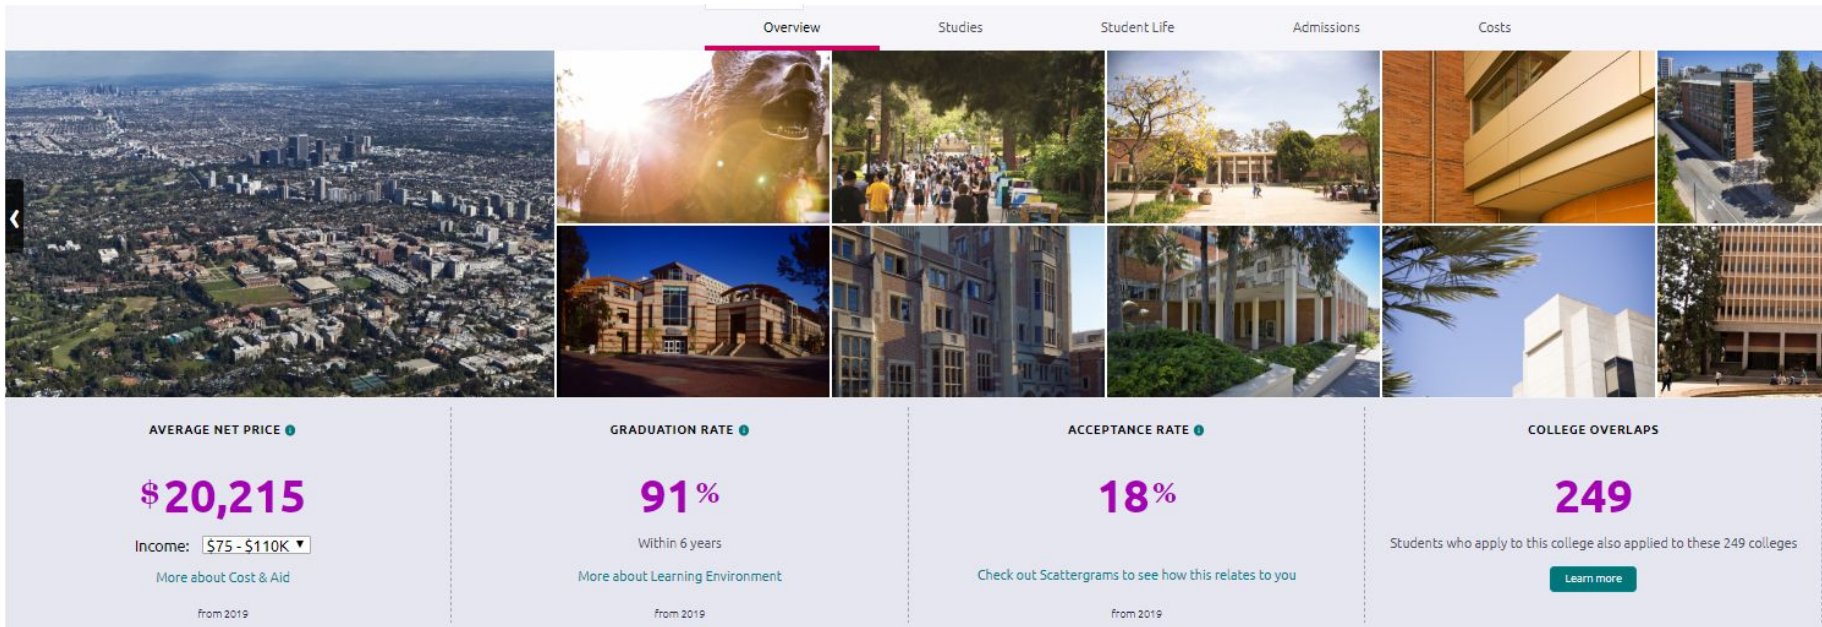 Overview Studies Student Life Admissions Costs
AVERAGE NET PRICE
$20,215
Income: $75 - $110K
More about Cost & Aid
from 2019
GRADUATION RATE
91%
Within 6 years
More about Learning Environment
from 2019
ACCEPTANCE RATE
18%
Check out Scattergrams to see how this relates to you
from 2019
COLLEGE OVERLAPS
249
Students who apply to this college also applied to these 249 colleges
Learn more